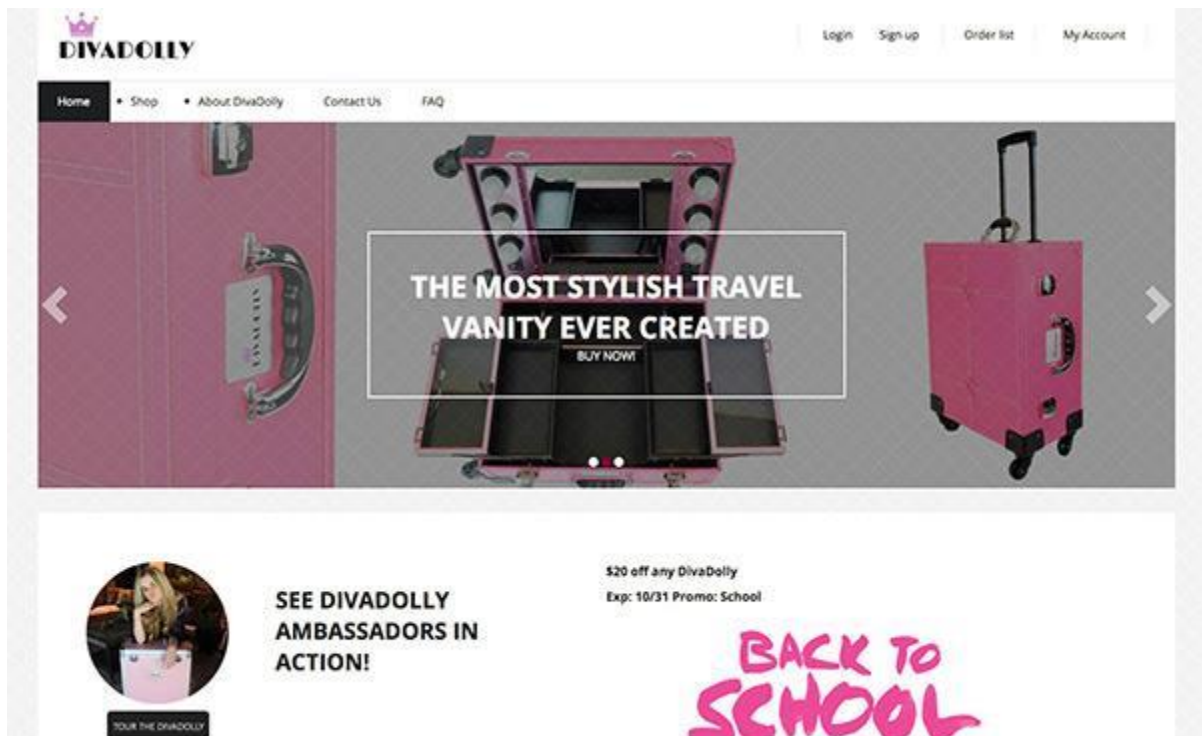 DIVADOLLY
Login Sign up Order list My Account
Home • Shop • About DivaDolly Contact Us FAQ
DIVADOLLY
THE MOST STYLISH TRAVEL
VANITY EVER CREATED
BUY NOW!
SEE DIVADOLLY
AMBASSADORS IN
ACTION!
TOUR THE DIVADOLLY
$20 off any DivaDolly
Exp: 10/31 Promo: School
BACK TO
SCHOOL